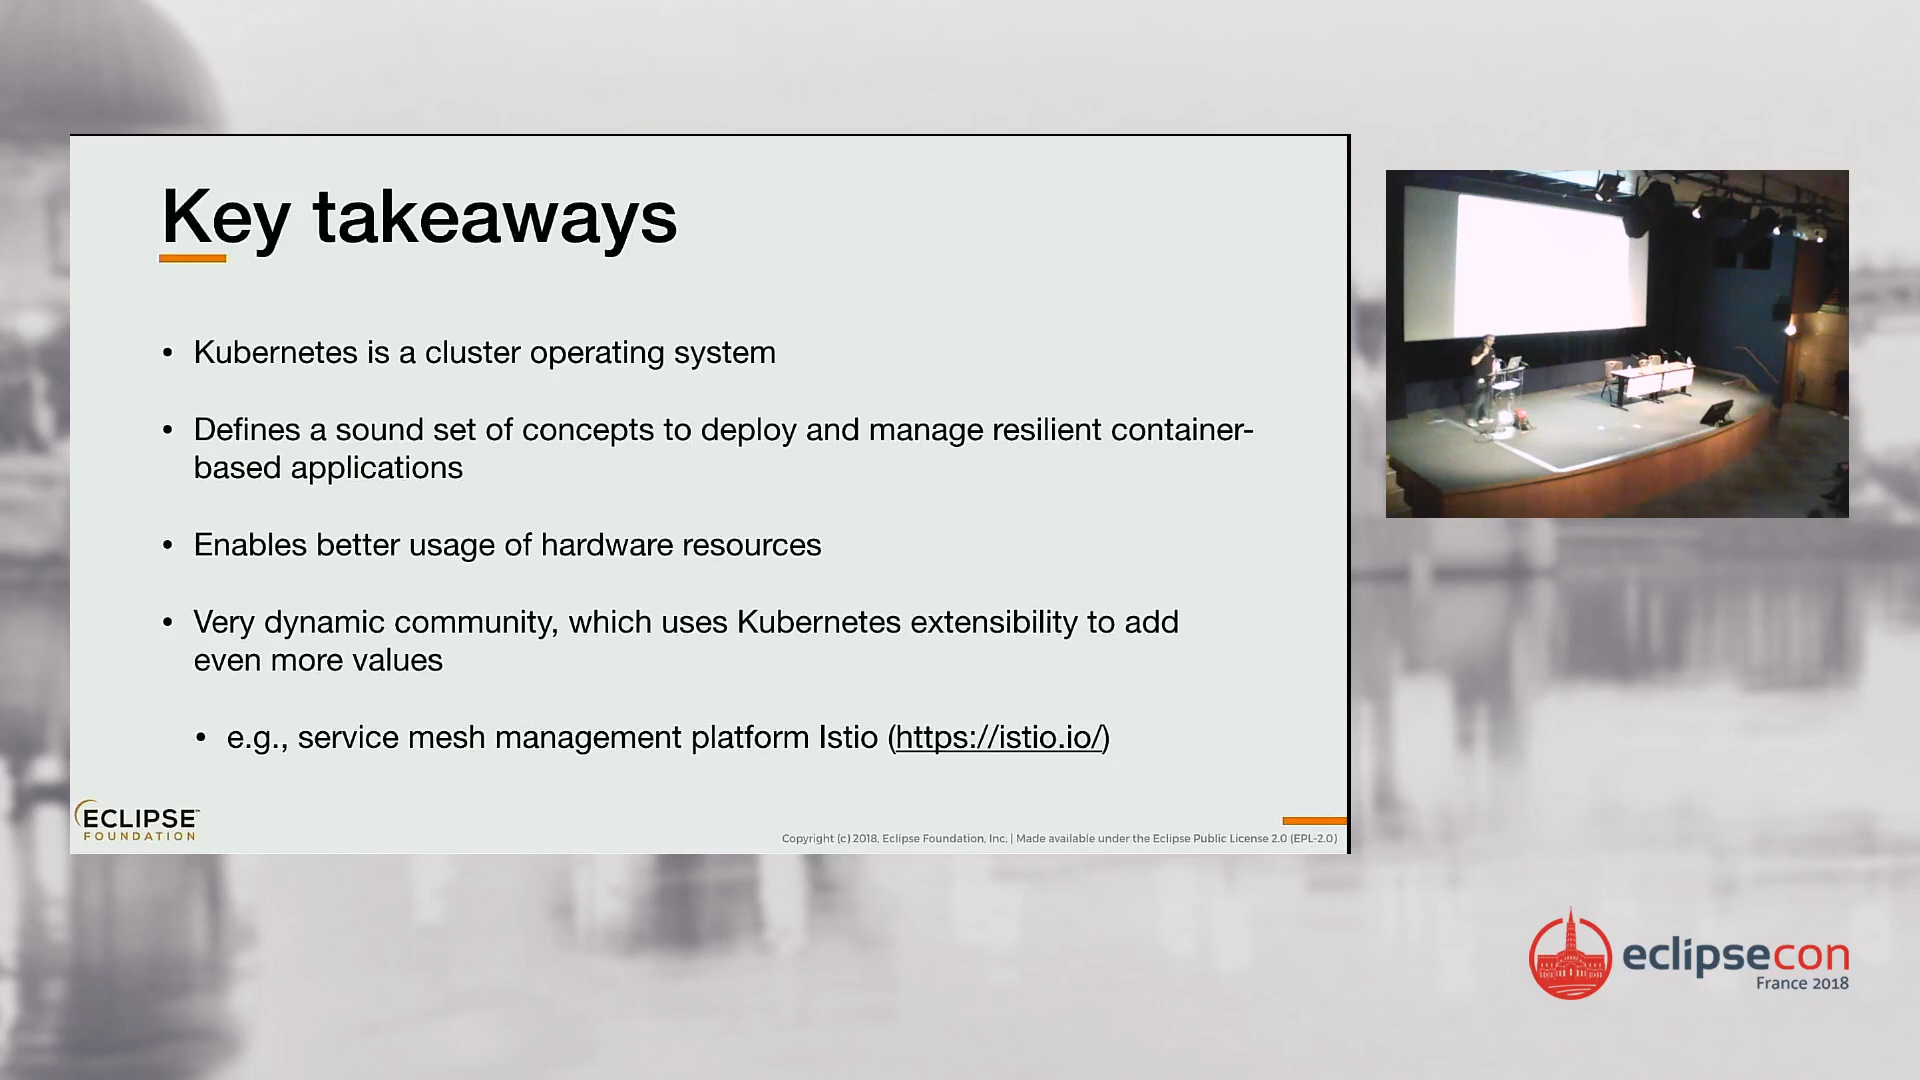 Key takeaways
• Kubernetes is a cluster operating system
• Defines a sound set of concepts to deploy and manage resilient container-
based applications
• Enables better usage of hardware resources
• Very dynamic community, which uses Kubernetes extensibility to add
even more values
• e.g., service mesh management platform Istio (https://istio.io/)
ECLIPSE™
FOUNDATION
Copyright (c) 2018, Eclipse Foundation, Inc. | Made available under the Eclipse Public License 2.0 (EPL-2.0)
eclipsecon
France 2018